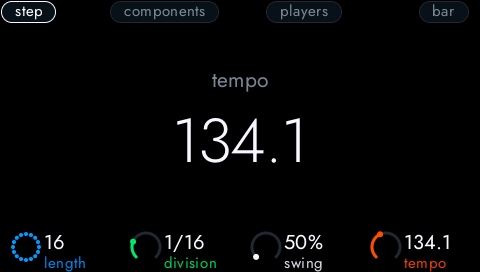 step components players bar
tempo
134.1
16 1/16 50% 134.1
length division swing tempo